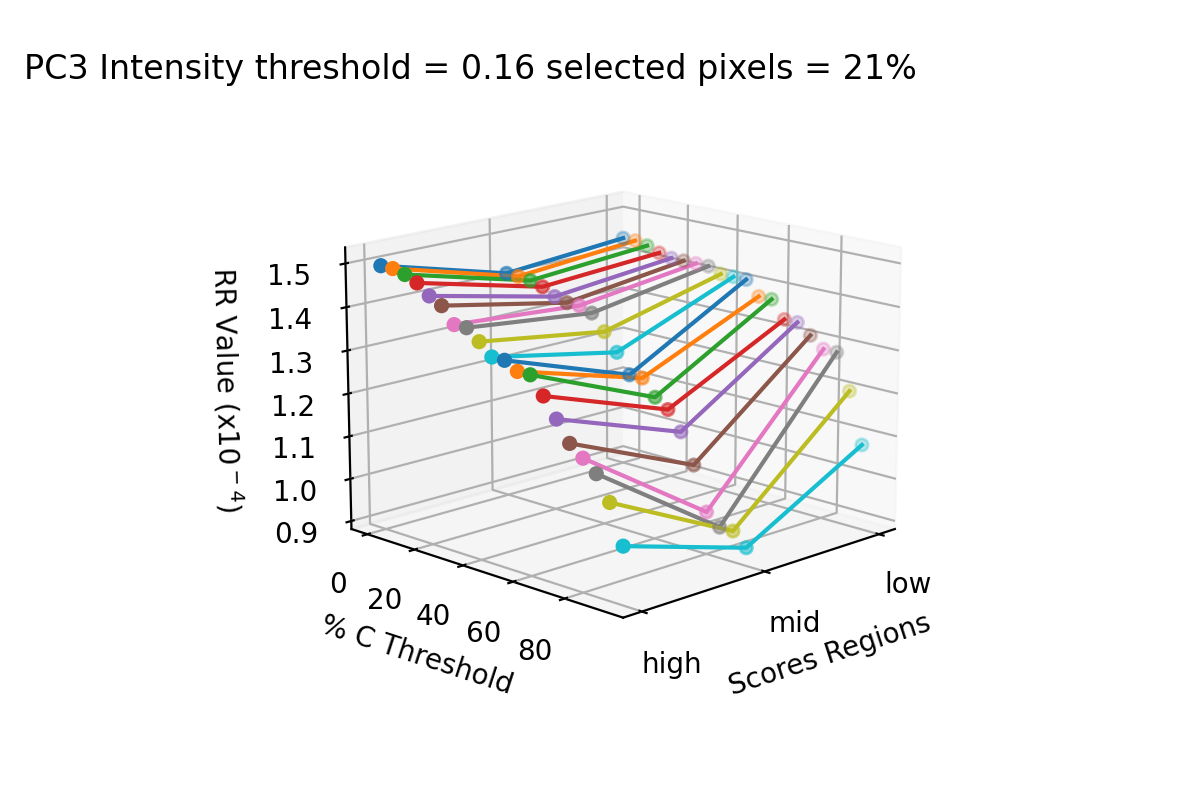 PC3 Intensity threshold = 0.16 selected pixels = 21%
RR Value (x10⁻⁴)
1.5
1.4
1.3
1.2
1.1
1.0
0.9
0
20
40
60
80
% C Threshold
high
mid
low
Scores Regions